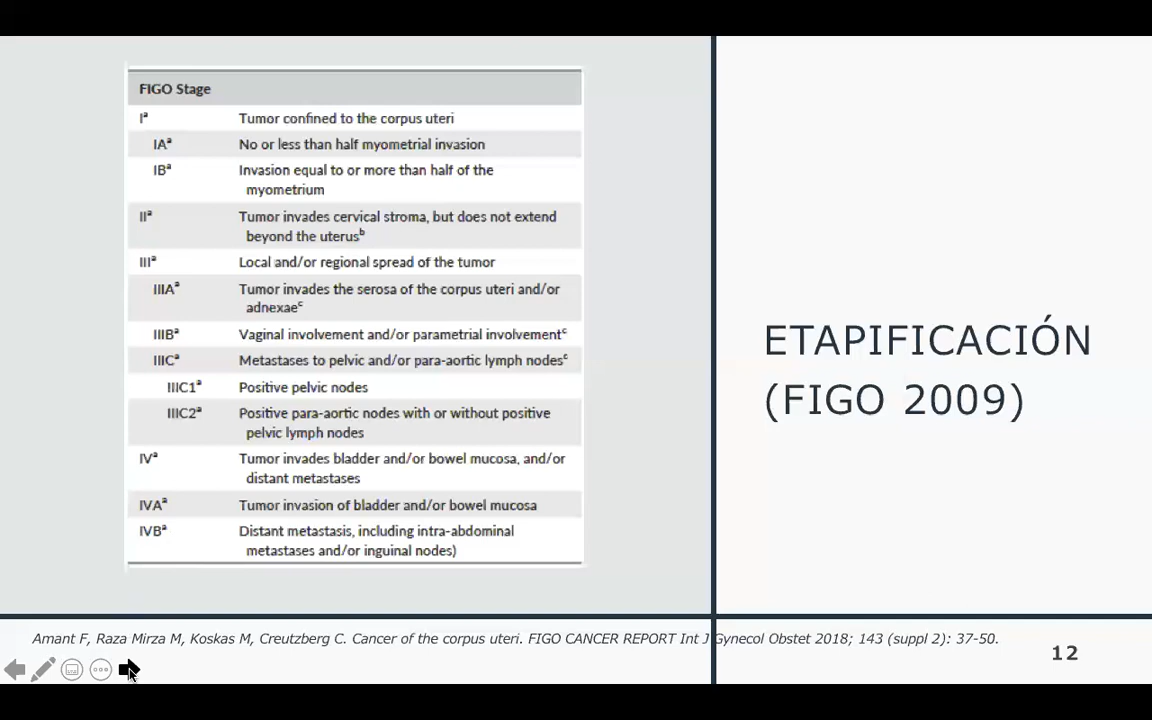 FIGO Stage
Iᵃ Tumor confined to the corpus uteri
IAᵃ No or less than half myometrial invasion
IBᵃ Invasion equal to or more than half of the
myometrium
IIᵃ Tumor invades cervical stroma, but does not extend
beyond the uterusᵇ
IIIᵃ Local and/or regional spread of the tumor
IIIAᵃ Tumor invades the serosa of the corpus uteri and/or
adnexaeᶜ
IIIBᵃ Vaginal involvement and/or parametrial involvementᶜ
IIICᵃ Metastases to pelvic and/or para-aortic lymph nodesᶜ
IIIC1ᵃ Positive pelvic nodes
IIIC2ᵃ Positive para-aortic nodes with or without positive
pelvic lymph nodes
IVᵃ Tumor invades bladder and/or bowel mucosa, and/or
distant metastases
IVAᵃ Tumor invasion of bladder and/or bowel mucosa
IVBᵃ Distant metastasis, including intra-abdominal
metastases and/or inguinal nodes)
ETAPIFICACIÓN
(FIGO 2009)
Amant F, Raza Mirza M, Koskas M, Creutzberg C. Cancer of the corpus uteri. FIGO CANCER REPORT Int J Gynecol Obstet 2018; 143 (suppl 2): 37-50.
12